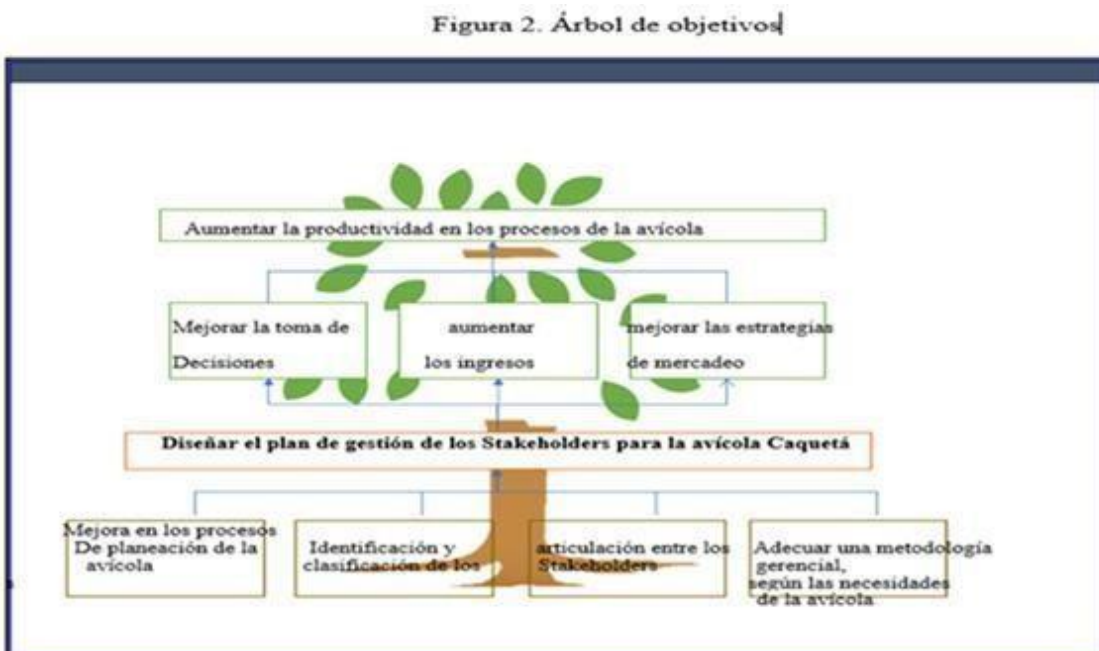 Figura 2. Árbol de objetivos
Aumentar la productividad en los procesos de la avícola
Mejorar la toma de
Decisiones
aumentar
los ingresos
mejorar las estrategias
de mercadeo
Diseñar el plan de gestión de los Stakeholders para la avícola Caquetá
Mejora en los procesos
De planeación de la
avícola
Identificación y
clasificación de los
articulación entre los
Stakeholders
Adecuar una metodología
gerencial,
según las necesidades
de la avícola